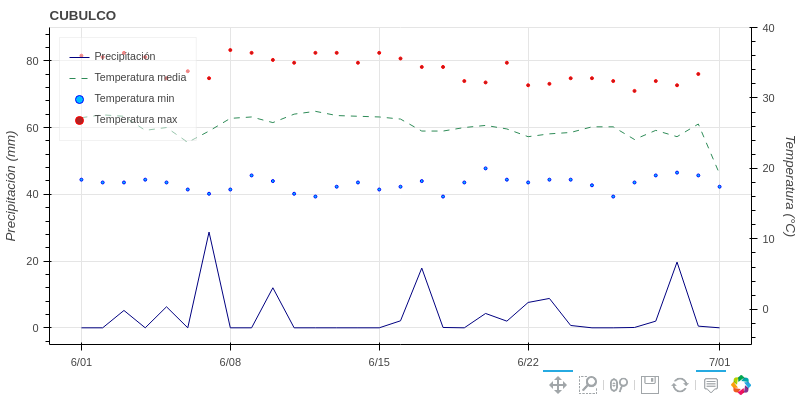 CUBULCO
Precipitación
Temperatura media
Temperatura min
Temperatura max
Precipitación (mm)
80
60
40
20
0
40
30
20
10
0
Temperatura (°C)
6/01
6/08
6/15
6/22
7/01